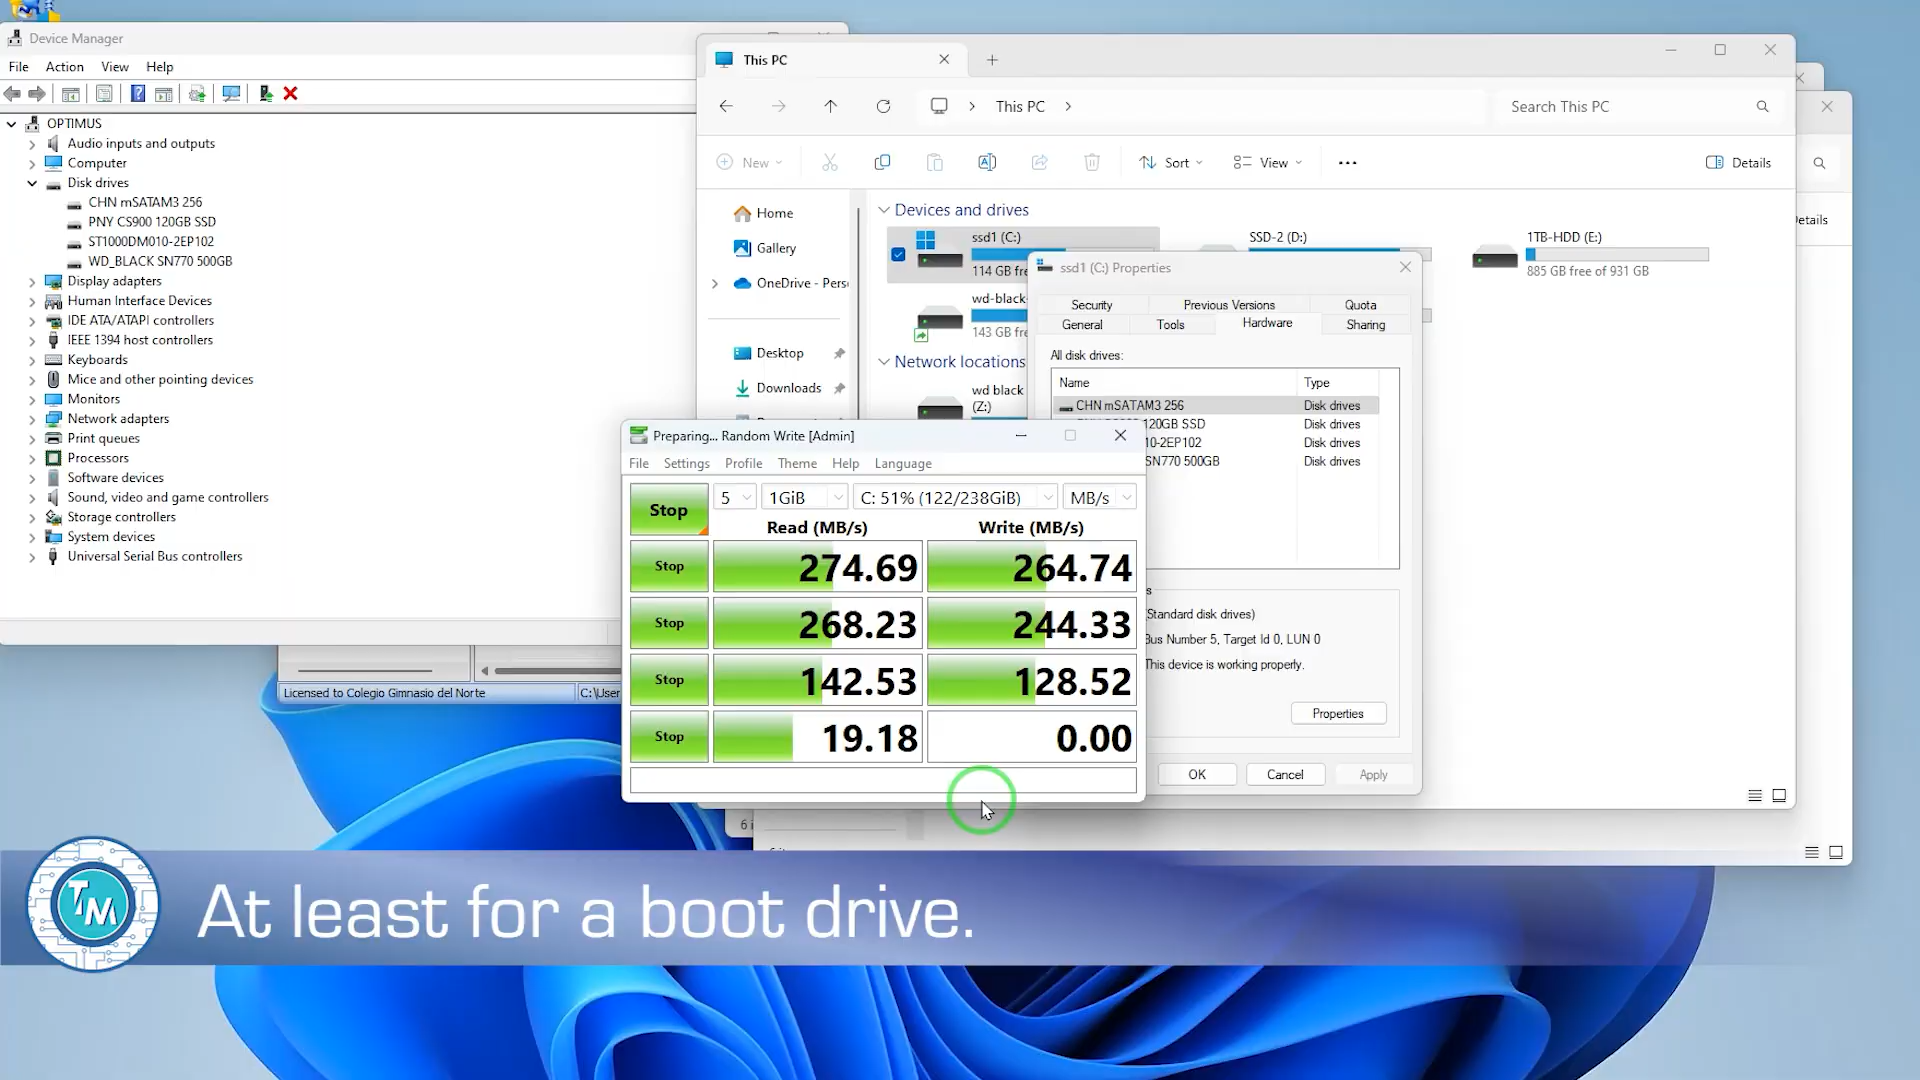 Device Manager
File Action View Help
OPTIMUS
Audio inputs and outputs
Computer
Disk drives
CHN mSATAM3 256
PNY CS900 120GB SSD
ST1000DM010-2EP102
WD_BLACK SN770 500GB
Display adapters
Human Interface Devices
IDE ATA/ATAPI controllers
IEEE 1394 host controllers
Keyboards
Mice and other pointing devices
Monitors
Network adapters
Print queues
Processors
Software devices
Sound, video and game controllers
Storage controllers
System devices
Universal Serial Bus controllers
Licensed to Colegio Gimnasio del Norte
C:\User
This PC
This PC
Search This PC
New
Sort
View
Details
etails
Home
Gallery
OneDrive - Pers
Desktop
Downloads
Devices and drives
ssd1 (C:)
114 GB fre
SSD-2 (D:)
1TB-HDD (E:)
885 GB free of 931 GB
wd-black
143 GB fre
Network locations
wd black
(Z:)
ssd1 (C:) Properties
Security Previous Versions Quota
General Tools Hardware Sharing
All disk drives:
Name Type
CHN mSATAM3 256 Disk drives
120GB SSD Disk drives
10-2EP102 Disk drives
SN770 500GB Disk drives
s
(Standard disk drives)
Bus Number 5, Target Id 0, LUN 0
This device is working properly.
Properties
OK Cancel Apply
Preparing... Random Write [Admin]
File Settings Profile Theme Help Language
Stop 5 1GiB C: 51% (122/238GiB) MB/s
Read (MB/s) Write (MB/s)
Stop 274.69 264.74
Stop 268.23 244.33
Stop 142.53 128.52
Stop 19.18 0.00
6 i
TM
At least for a boot drive.